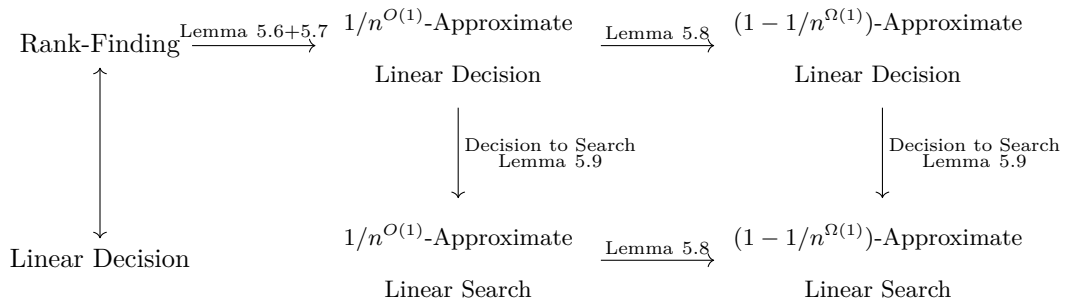 Rank-Finding
Lemma 5.6+5.7
1/n^{O(1)}-Approximate
Linear Decision
Lemma 5.8
(1 − 1/n^{Ω(1)})-Approximate
Linear Decision
Decision to Search
Lemma 5.9
Decision to Search
Lemma 5.9
Linear Decision
1/n^{O(1)}-Approximate
Linear Search
Lemma 5.8
(1 − 1/n^{Ω(1)})-Approximate
Linear Search